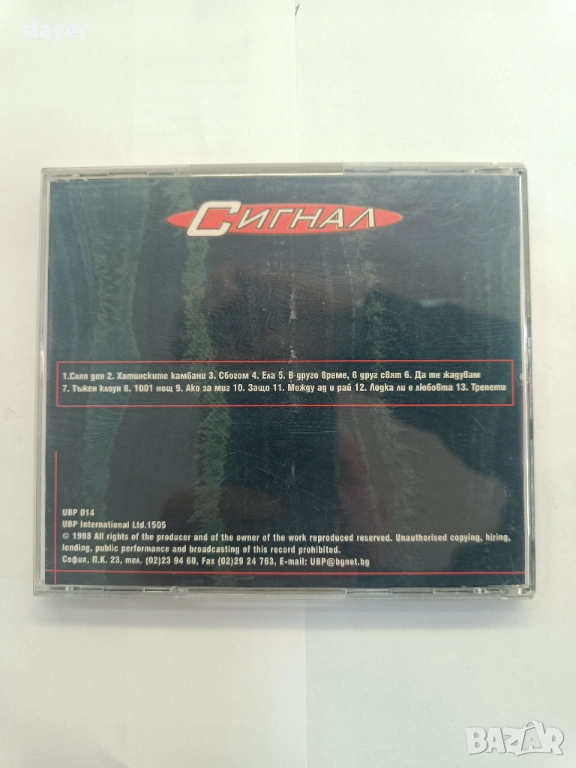 slaves
СИГНАЛ
1.Сляп ден 2. Хатинските камбани 3. Сбогом 4. Ела 5. В друго време, в друг свят 6. Да те жадувам
7. Тъжен клоун 8. 1001 нощ 9. Ако за миг 10. Защо 11. Между ад и рай 12. Лодка ли е любовта 13. Трепети
UBP 014
UBP International Ltd.1505
© 1998 All rights of the producer and of the owner of the work reproduced reserved. Unauthorised copying, hiring,
lending, public performance and broadcasting of this record prohibited.
София, П.К. 23, тел. (02)23 94 60, Fax (02)29 24 763, E-mail: UBP@bgnet.bg
BAZAR